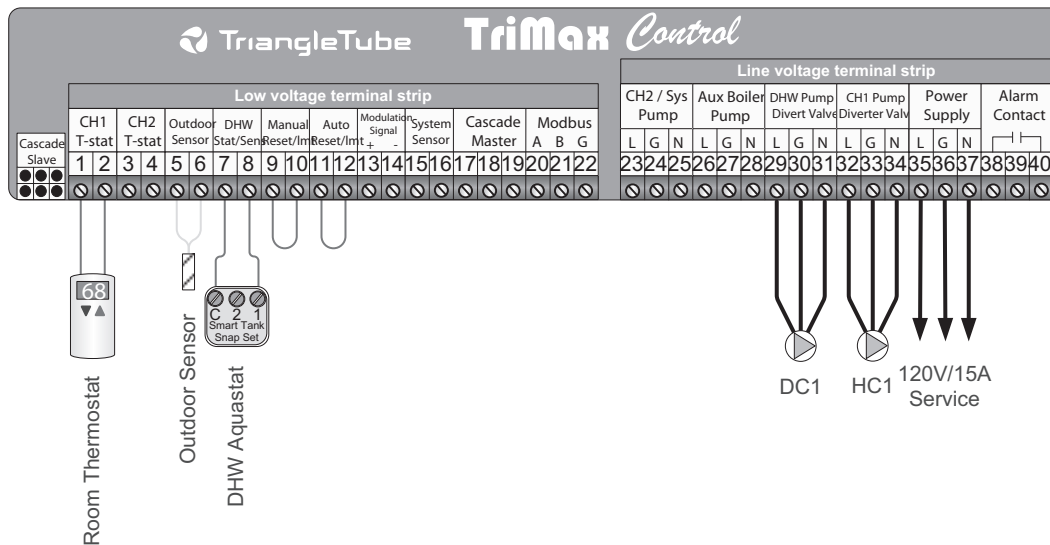 TriangleTube
TriMax Control
Low voltage terminal strip
Line voltage terminal strip
Cascade
Slave
CH1
T-stat
CH2
T-stat
Outdoor
Sensor
DHW
Stat/Sens
Manual
Reset/lmt
Auto
Reset/lmt
Modulation
Signal
+ -
System
Sensor
Cascade
Master
Modbus
A B G
CH2 / Sys
Pump
Aux Boiler
Pump
DHW Pump
Divert Valve
CH1 Pump
Diverter Valv
Power
Supply
Alarm
Contact
L G N L G N L G N L G N L G N
1 2 3 4 5 6 7 8 9 10 11 12 13 14 15 16 17 18 19 20 21 22
23 24 25 26 27 28 29 30 31 32 33 34 35 36 37 38 39 40
68
Room Thermostat
Outdoor Sensor
C 2 1
Smart Tank
Snap Set
DHW Aquastat
DC1
HC1
120V/15A
Service